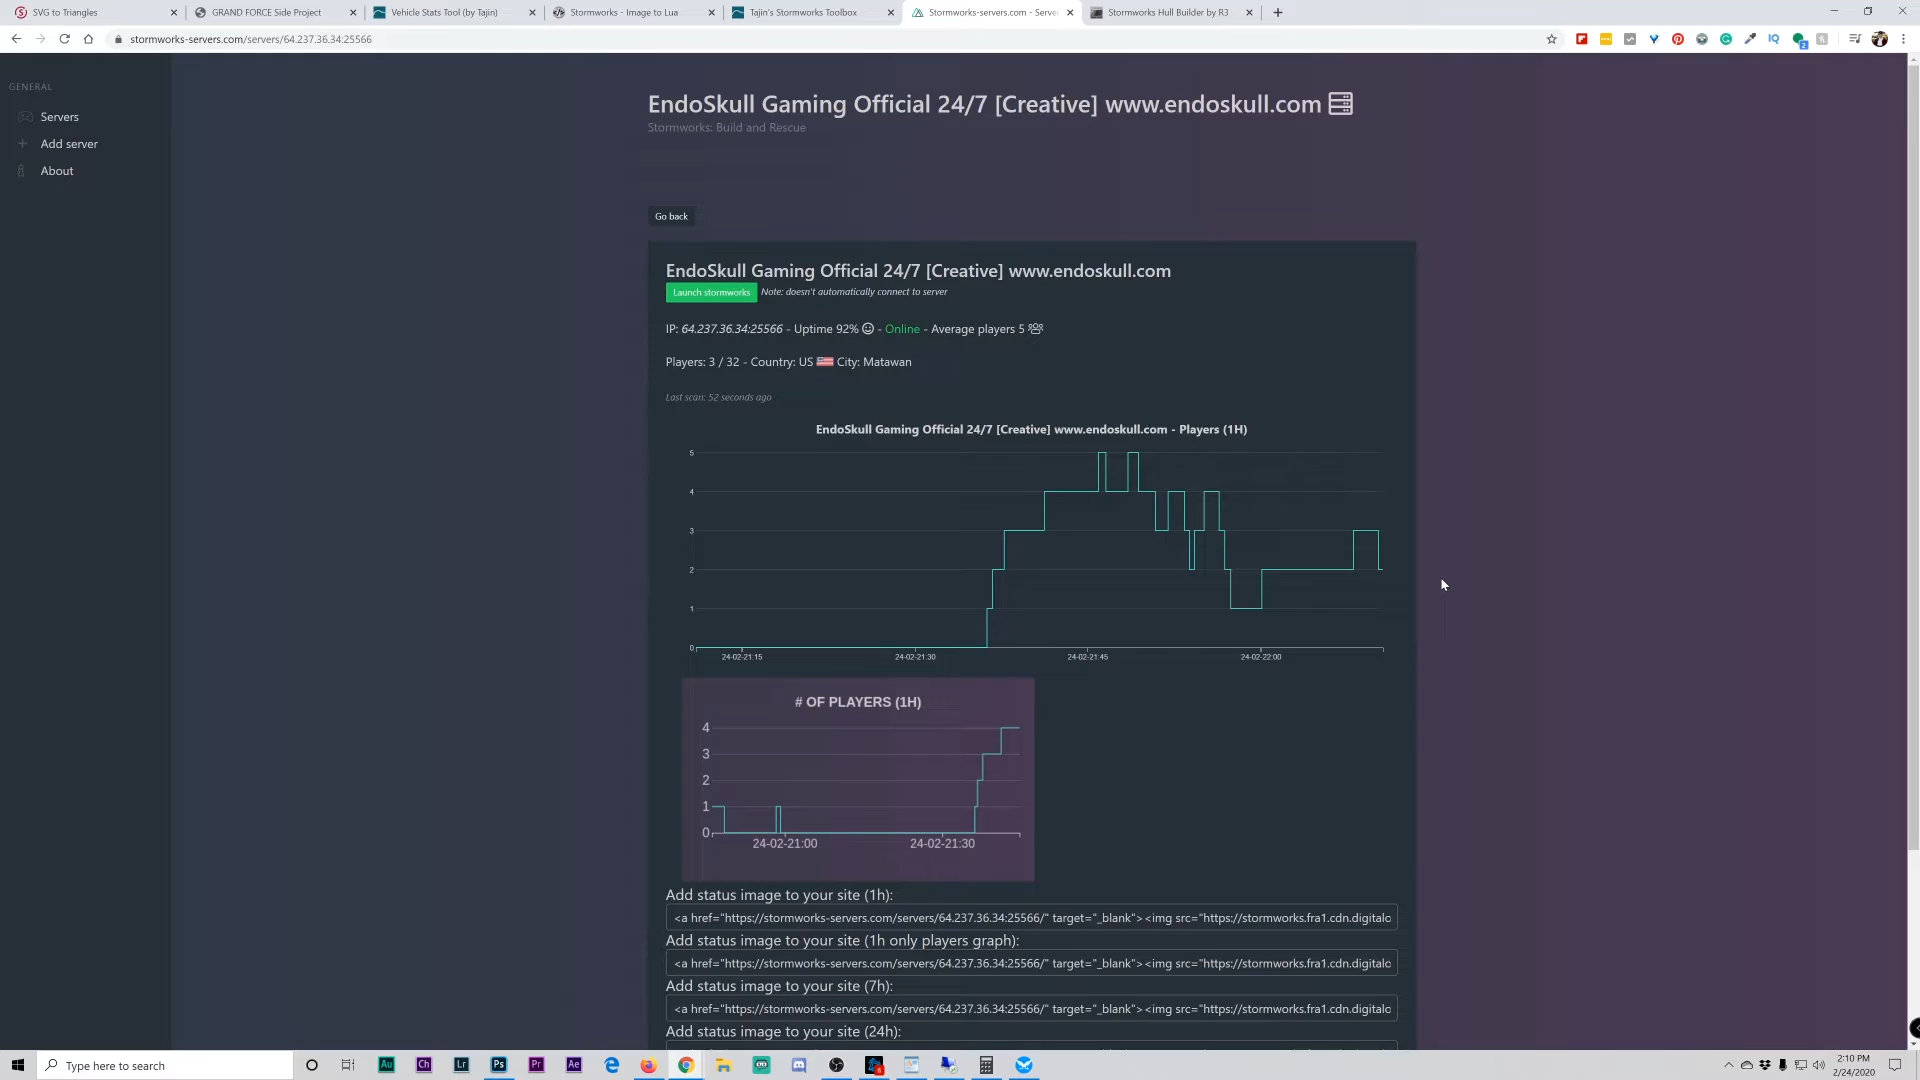 SVG to Triangles
GRAND FORCE Side Project
Vehicle Stats Tool (by Tajin)
Stormworks - Image to Lua
Tajin's Stormworks Toolbox
Stormworks-servers.com - Serve
Stormworks Hull Builder by R3
stormworks-servers.com/servers/64.237.36.34:25566
GENERAL
Servers
Add server
About
EndoSkull Gaming Official 24/7 [Creative] www.endoskull.com
Stormworks: Build and Rescue
Go back
EndoSkull Gaming Official 24/7 [Creative] www.endoskull.com
Launch stormworks Note: doesn't automatically connect to server
IP: 64.237.36.34:25566 - Uptime 92% - Online - Average players 5
Players: 3 / 32 - Country: US City: Matawan
Last scan: 52 seconds ago
EndoSkull Gaming Official 24/7 [Creative] www.endoskull.com - Players (1H)
5
4
3
2
1
0
24-02-21:15 24-02-21:30 24-02-21:45 24-02-22:00
# OF PLAYERS (1H)
4
3
2
1
0
24-02-21:00 24-02-21:30
Add status image to your site (1h):
<a href="https://stormworks-servers.com/servers/64.237.36.34:25566/" target="_blank"><img src="https://stormworks.fra1.cdn.digitalo
Add status image to your site (1h only players graph):
<a href="https://stormworks-servers.com/servers/64.237.36.34:25566/" target="_blank"><img src="https://stormworks.fra1.cdn.digitalo
Add status image to your site (7h):
<a href="https://stormworks-servers.com/servers/64.237.36.34:25566/" target="_blank"><img src="https://stormworks.fra1.cdn.digitalo
Add status image to your site (24h):
Type here to search
Au Ch Lr Ps Pr Ae
2:10 PM
2/24/2020